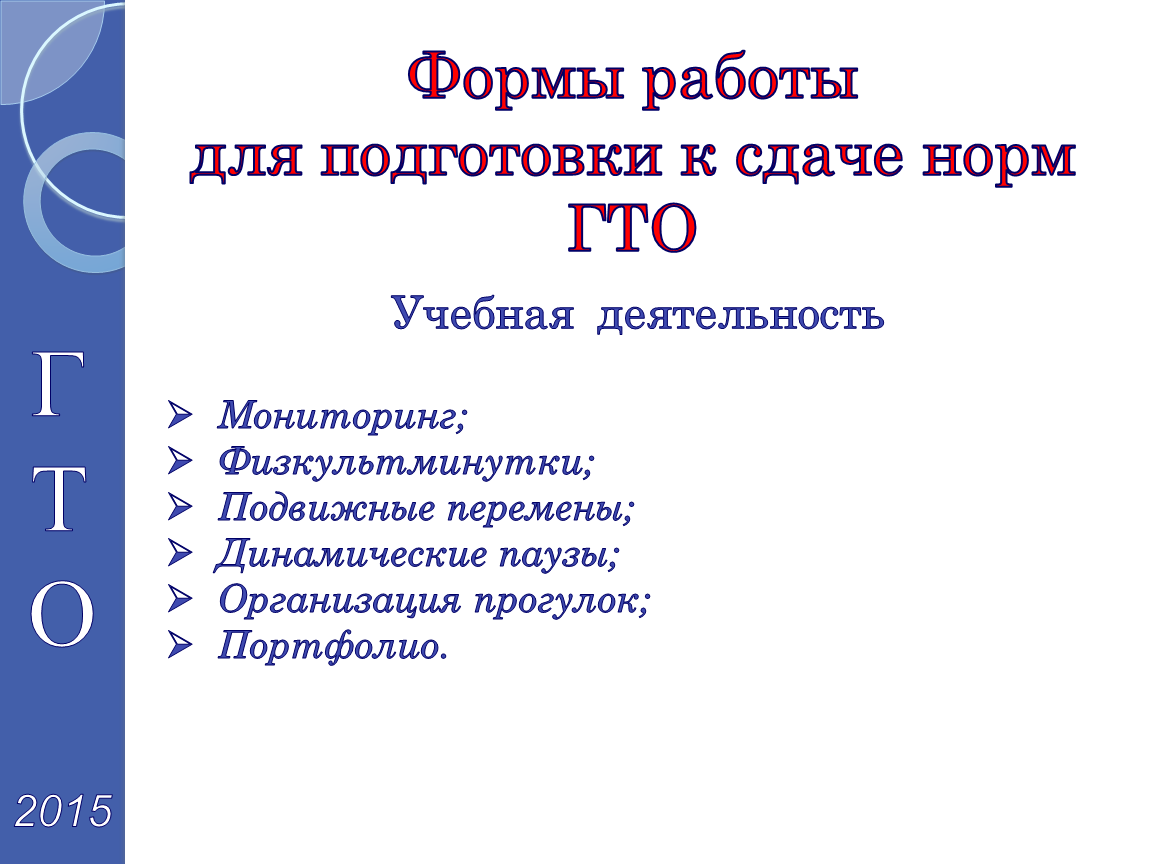 Формы работы
для подготовки к сдаче норм
ГТО
Учебная деятельность
Мониторинг;
Физкультминутки;
Подвижные перемены;
Динамические паузы;
Организация прогулок;
Портфолио.
Г
Т
О
2015